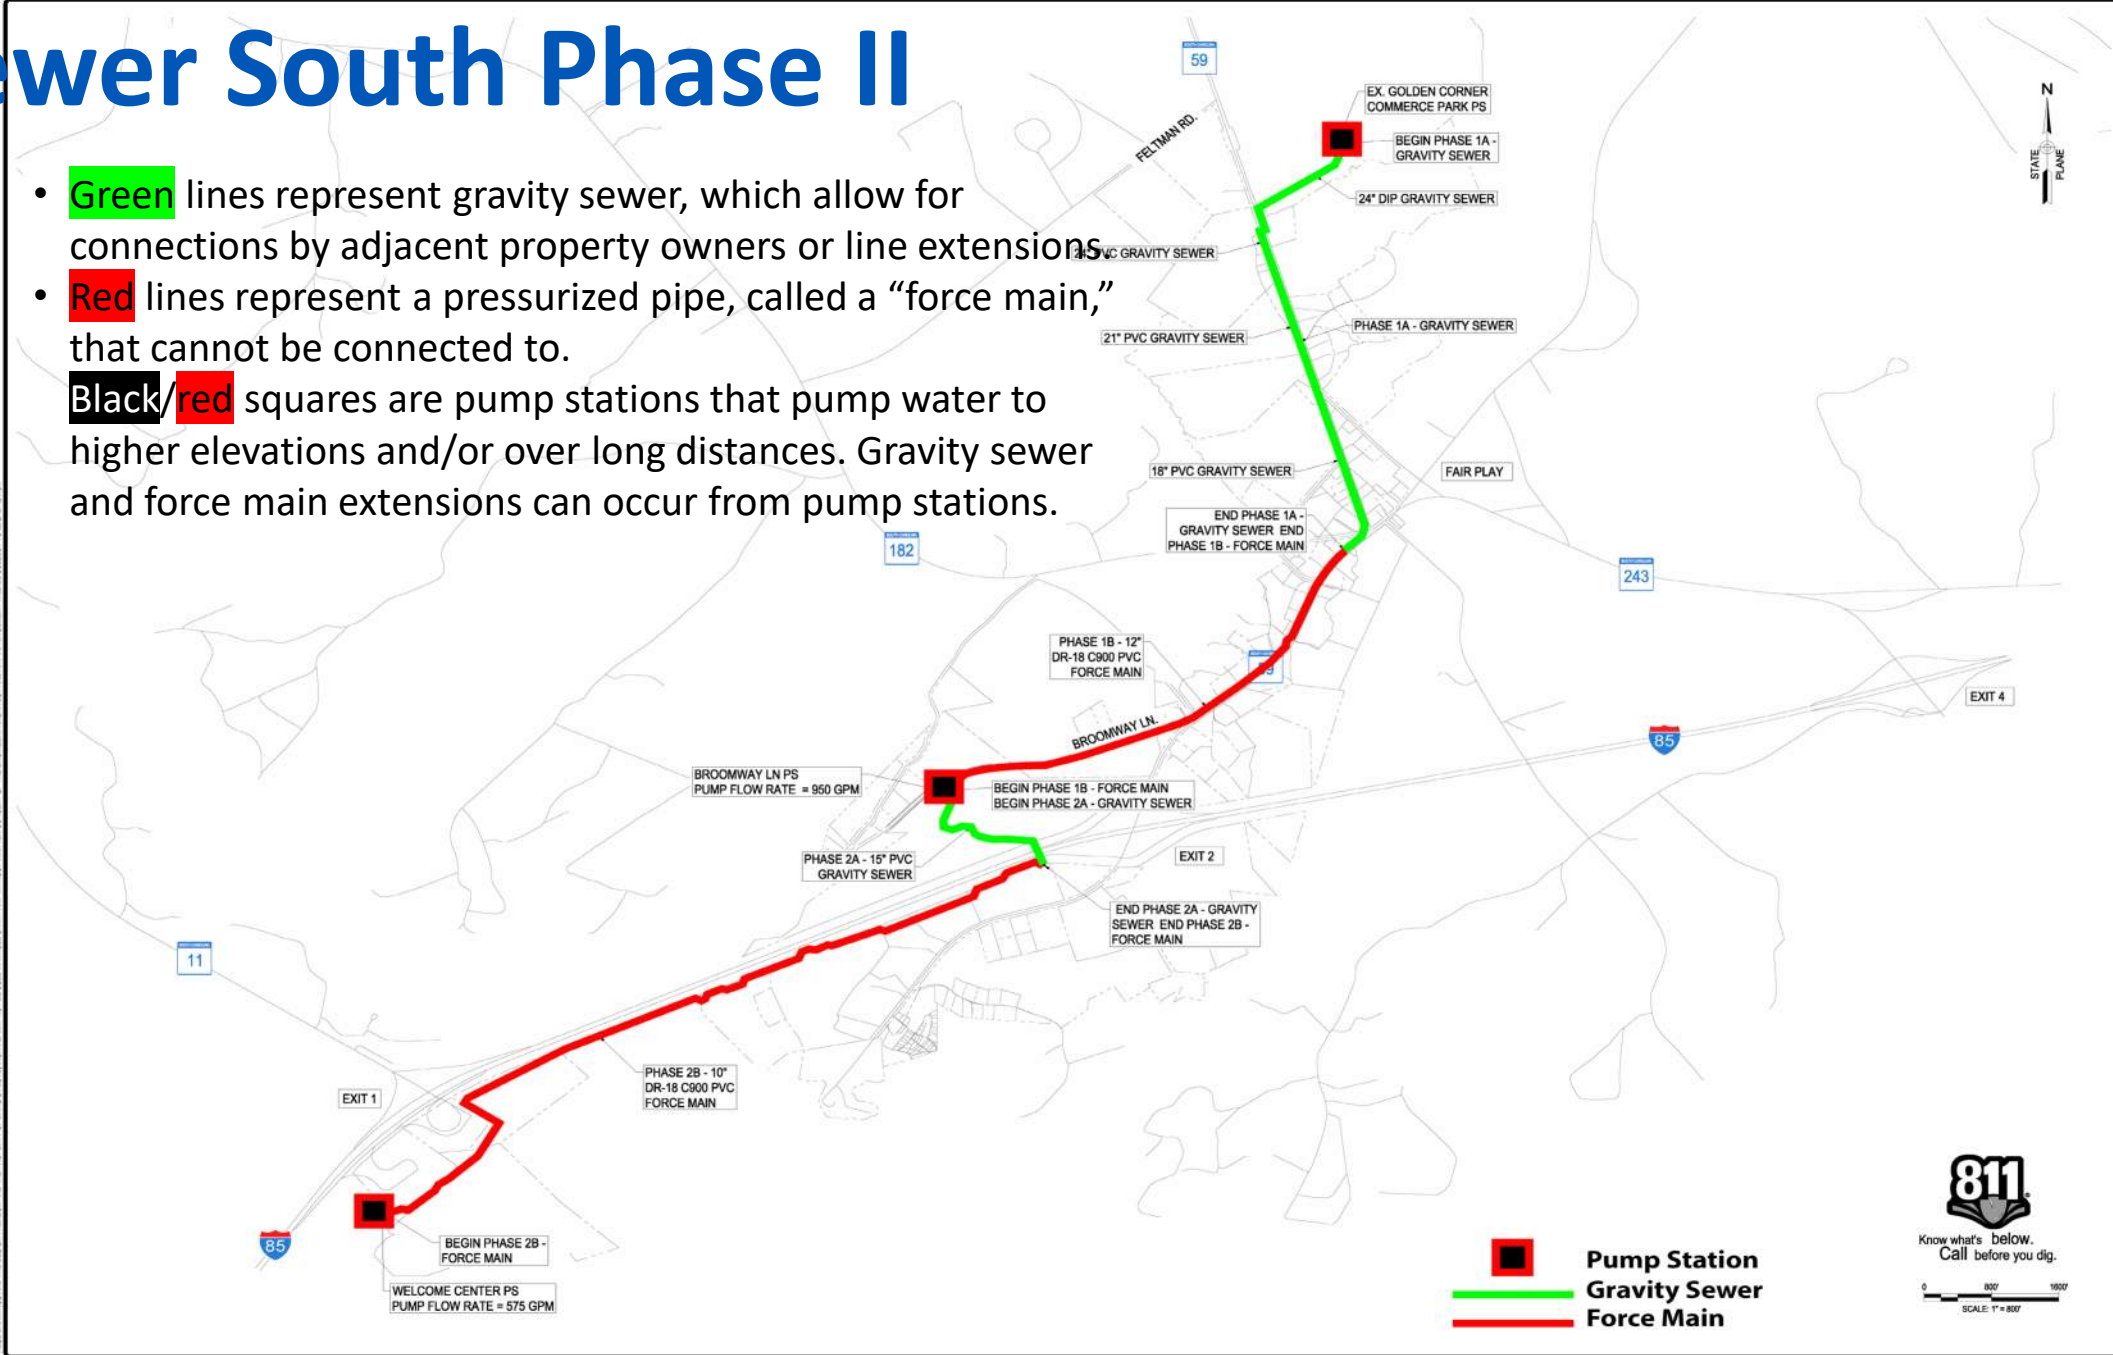 wer South Phase II
• Green lines represent gravity sewer, which allow for
connections by adjacent property owners or line extensions.
• Red lines represent a pressurized pipe, called a “force main,”
that cannot be connected to.
Black/red squares are pump stations that pump water to
higher elevations and/or over long distances. Gravity sewer
and force main extensions can occur from pump stations.
59
FELTMAN RD.
EX. GOLDEN CORNER
COMMERCE PARK PS
BEGIN PHASE 1A -
GRAVITY SEWER
24" DIP GRAVITY SEWER
GRAVITY SEWER
21" PVC GRAVITY SEWER
PHASE 1A - GRAVITY SEWER
18" PVC GRAVITY SEWER
FAIR PLAY
END PHASE 1A -
GRAVITY SEWER END
PHASE 1B - FORCE MAIN
182
243
PHASE 1B - 12"
DR-18 C900 PVC
FORCE MAIN
59
BROOMWAY LN.
EXIT 4
85
BROOMWAY LN PS
PUMP FLOW RATE = 950 GPM
BEGIN PHASE 1B - FORCE MAIN
BEGIN PHASE 2A - GRAVITY SEWER
PHASE 2A - 15" PVC
GRAVITY SEWER
EXIT 2
END PHASE 2A - GRAVITY
SEWER END PHASE 2B -
FORCE MAIN
11
PHASE 2B - 10"
DR-18 C900 PVC
FORCE MAIN
EXIT 1
85
BEGIN PHASE 2B -
FORCE MAIN
WELCOME CENTER PS
PUMP FLOW RATE = 575 GPM
N
STATE
PLANE
Pump Station
Gravity Sewer
Force Main
811
Know what's below.
Call before you dig.
0 800' 1600'
SCALE: 1" = 800'